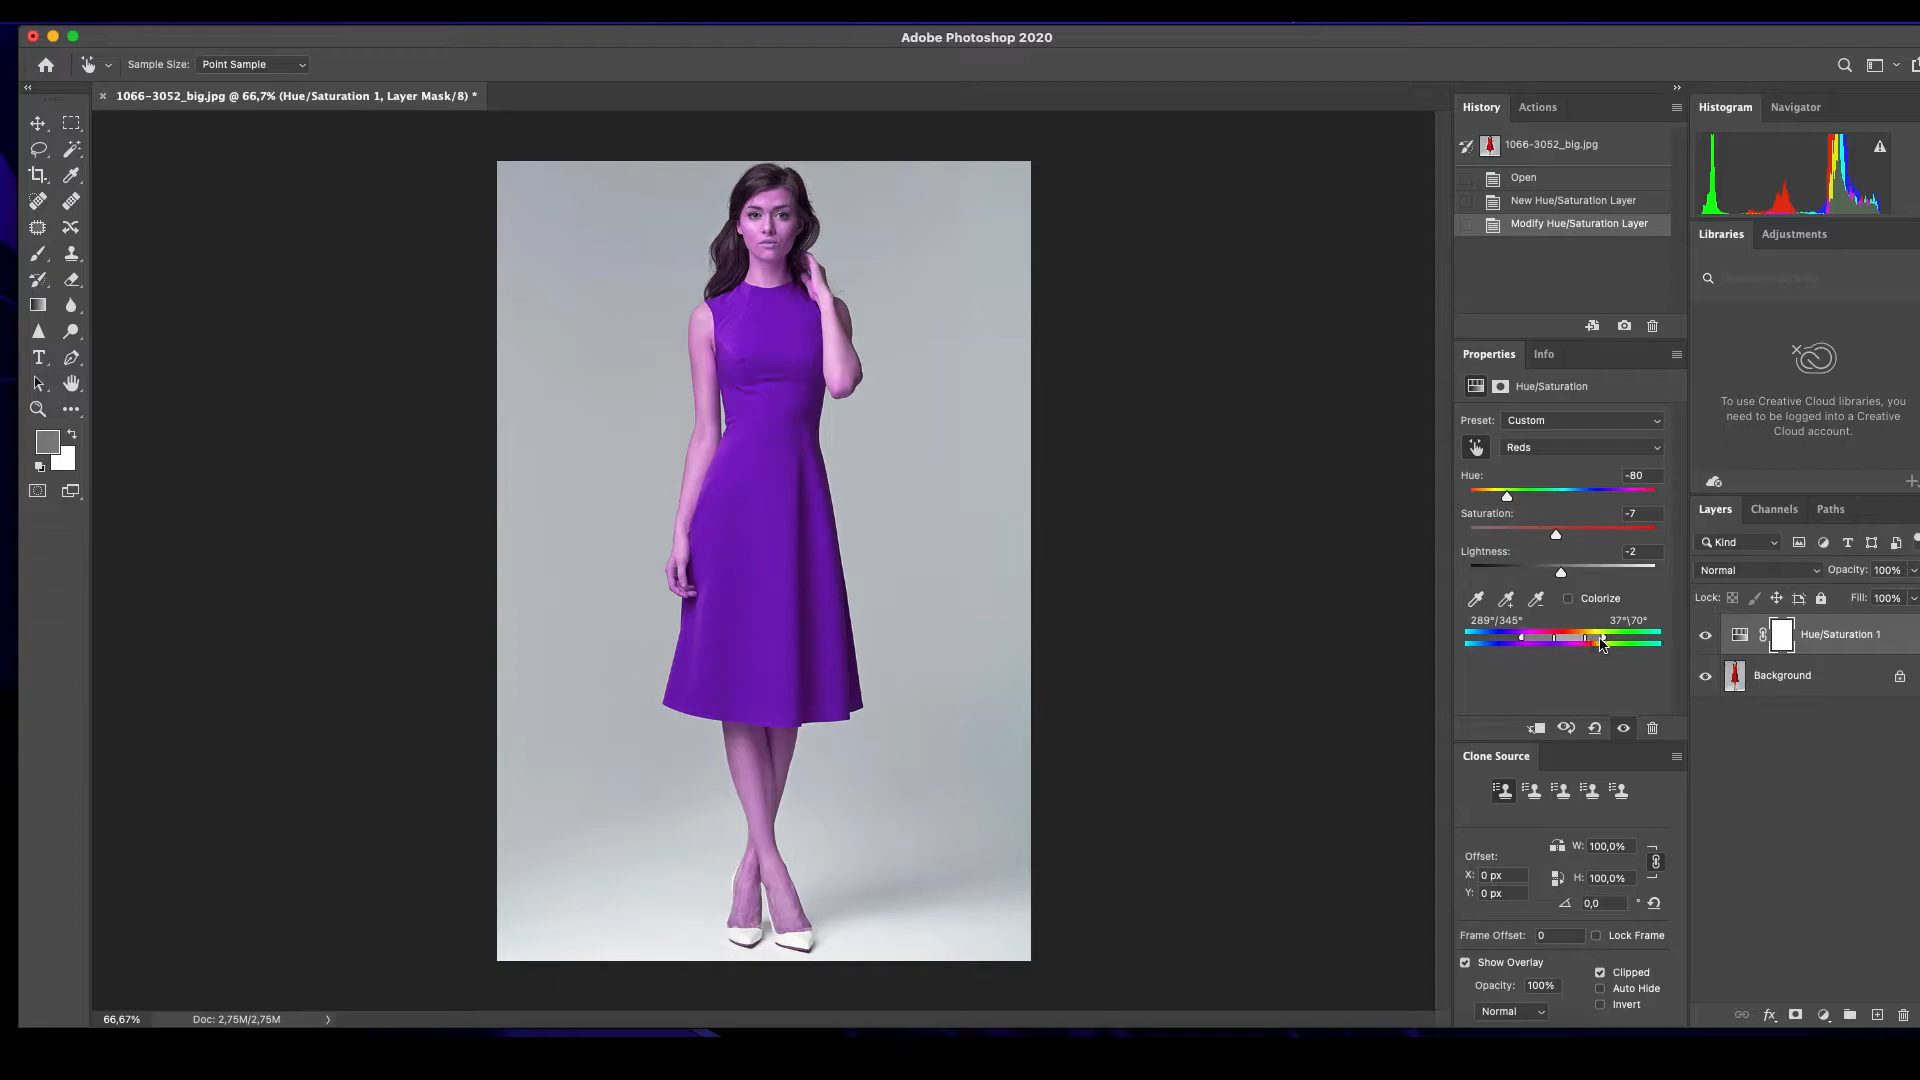 Adobe Photoshop 2020
Sample Size: Point Sample
1066-3052_big.jpg @ 66,7% (Hue/Saturation 1, Layer Mask/8) *
History Actions
1066-3052_big.jpg
Open
New Hue/Saturation Layer
Modify Hue/Saturation Layer
Histogram Navigator
Libraries Adjustments
To use Creative Cloud libraries, you
need to be logged into a Creative
Cloud account.
Properties Info
Hue/Saturation
Preset: Custom
Reds
Hue: -80
Saturation: -7
Lightness: -2
Colorize
289°/345° 37°\70°
Layers Channels Paths
Kind
Normal Opacity: 100%
Lock: Fill: 100%
Hue/Saturation 1
Background
Clone Source
Offset: W: 100,0%
X: 0 px H: 100,0%
Y: 0 px 0,0 °
Frame Offset: 0 Lock Frame
Show Overlay Clipped
Opacity: 100% Auto Hide
Normal Invert
66,67% Doc: 2,75M/2,75M